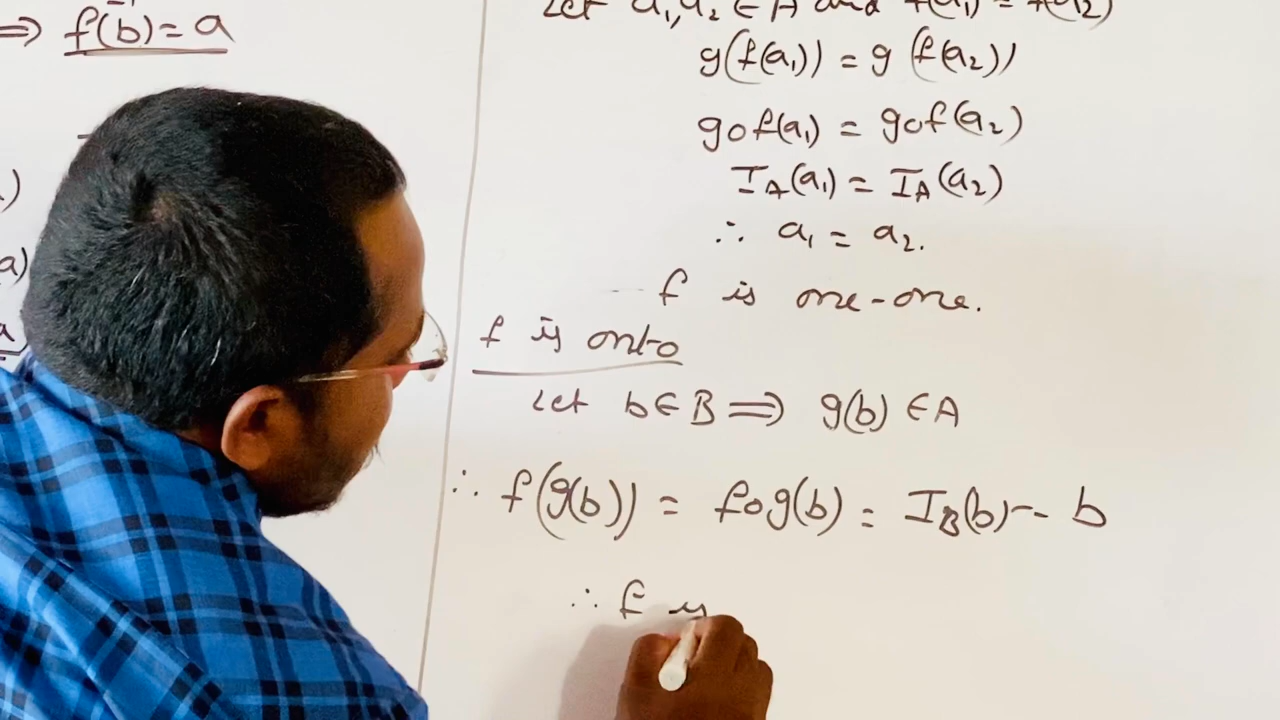 ⇒ f(b) = a
Let a₁, a₂ ∈ A and f(a₁) = f(a₂)
g(f(a₁)) = g(f(a₂))
gof(a₁) = gof(a₂)
I_A(a₁) = I_A(a₂)
∴ a₁ = a₂.
f is one-one.
f is onto
Let b ∈ B ⟹ g(b) ∈ A
∴ f(g(b)) = fog(b) = I_B(b) = b
∴ f is